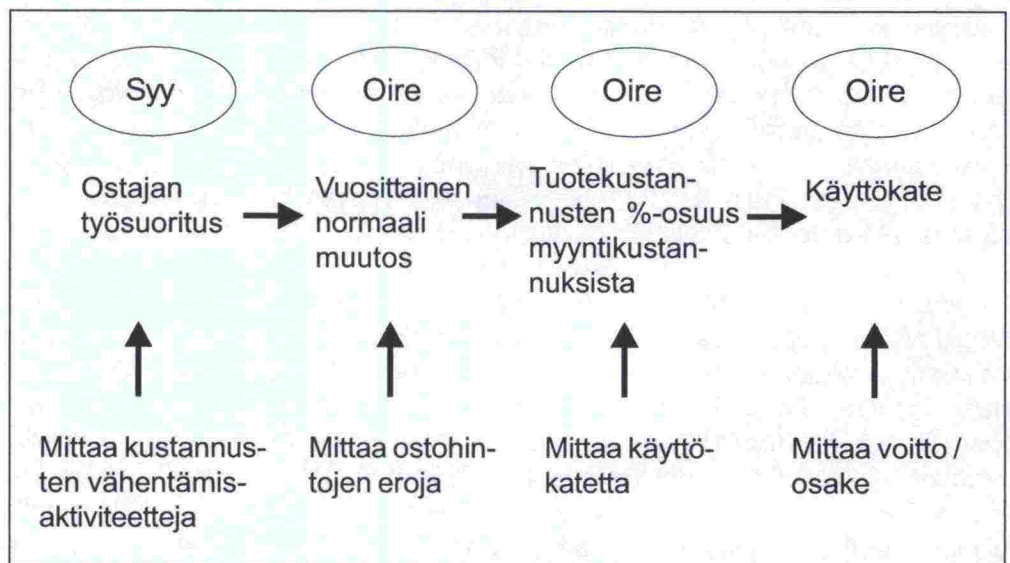 Syy
Oire
Oire
Oire
Ostajan
työsuoritus
Vuosittainen
normaali
muutos
Tuotekustan-
nusten %-osuus
myyntikustan-
nuksista
Käyttökate
Mittaa kustannus-
ten vähentämis-
aktiviteetteja
Mittaa ostohin-
tojen eroja
Mittaa käyttö-
katetta
Mittaa voitto /
osake